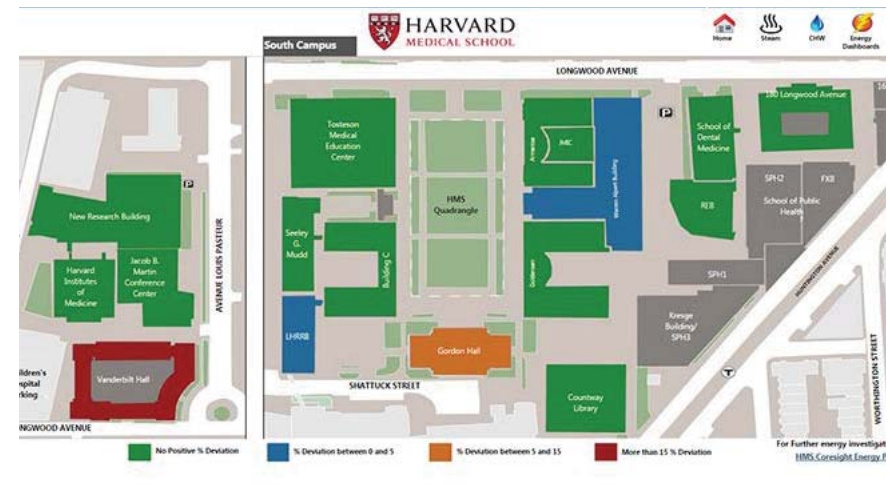 South Campus
HARVARD
MEDICAL SCHOOL
Home
Steam
CHW
Energy
Dashboards
LONGWOOD AVENUE
Tosteson
Medical
Education
Center
Armenise
JMIC
Warren Alpert Building
P
School of
Dental
Medicine
180 Longwood Avenue
16
New Research Building
P
AVENUE LOUIS PASTEUR
Harvard
Institutes
of
Medicine
Jacob B.
Martin
Conference
Center
Seeley
G.
Mudd
Building C
HMS
Quadrangle
Goldenson
REB
SPH2
FXB
School of Public
Health
SPH1
HUNTINGTON AVENUE
Kresge
Building/
SPH3
LHRRB
Gordon Hall
Vanderbilt Hall
ildren's
spital
rking
SHATTUCK STREET
Countway
Library
T
WORTHINGTON STREET
NGWOOD AVENUE
No Positive % Deviation
% Deviation between 0 and 5
% Deviation between 5 and 15
More than 15 % Deviation
For Further energy investigat
HMS Coresight Energy P